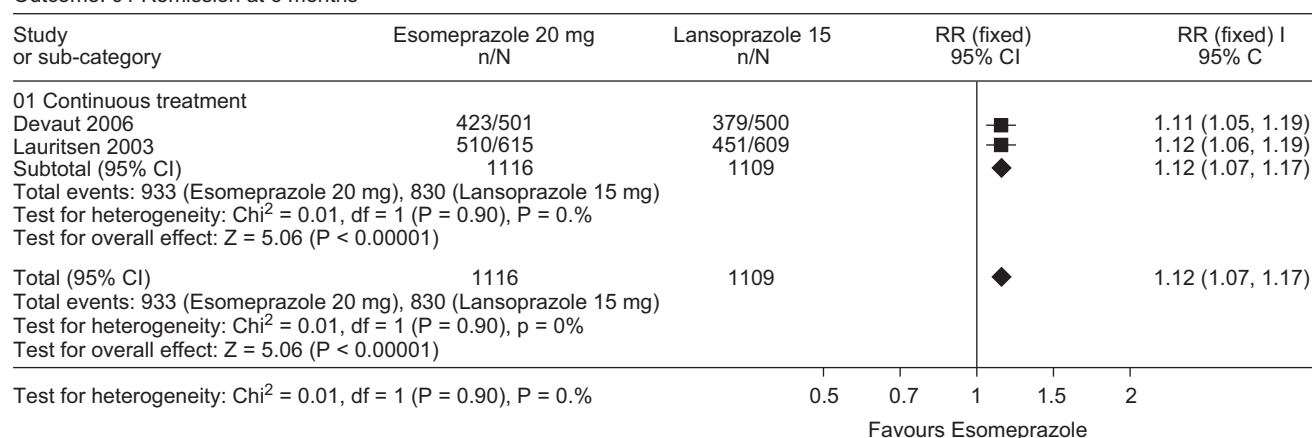 Study Esomeprazole 20 mg Lansoprazole 15 RR (fixed) RR (fixed) I
or sub-category n/N n/N 95% CI 95% C
01 Continuous treatment
Devaut 2006 423/501 379/500 1.11 (1.05, 1.19)
Lauritsen 2003 510/615 451/609 1.12 (1.06, 1.19)
Subtotal (95% CI) 1116 1109 1.12 (1.07, 1.17)
Total events: 933 (Esomeprazole 20 mg), 830 (Lansoprazole 15 mg)
Test for heterogeneity: Chi² = 0.01, df = 1 (P = 0.90), P = 0.%
Test for overall effect: Z = 5.06 (P < 0.00001)
Total (95% CI) 1116 1109 1.12 (1.07, 1.17)
Total events: 933 (Esomeprazole 20 mg), 830 (Lansoprazole 15 mg)
Test for heterogeneity: Chi² = 0.01, df = 1 (P = 0.90), p = 0%
Test for overall effect: Z = 5.06 (P < 0.00001)
Test for heterogeneity: Chi² = 0.01, df = 1 (P = 0.90), P = 0.% 0.5 0.7 1 1.5 2
Favours Esomeprazole